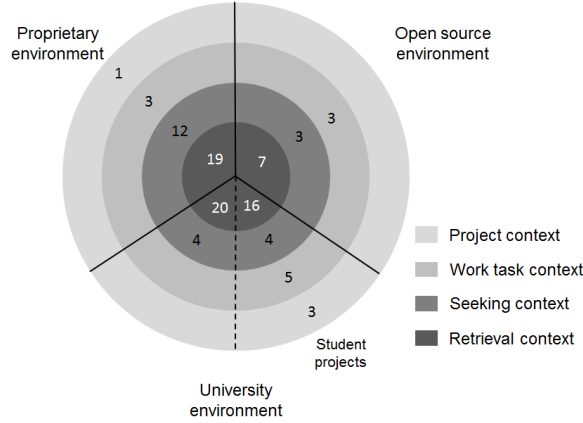 Proprietary
environment
Open source
environment
1
3
3
12
3
19
7
20
16
4
4
5
3
Student
projects
University
environment
Project context
Work task context
Seeking context
Retrieval context